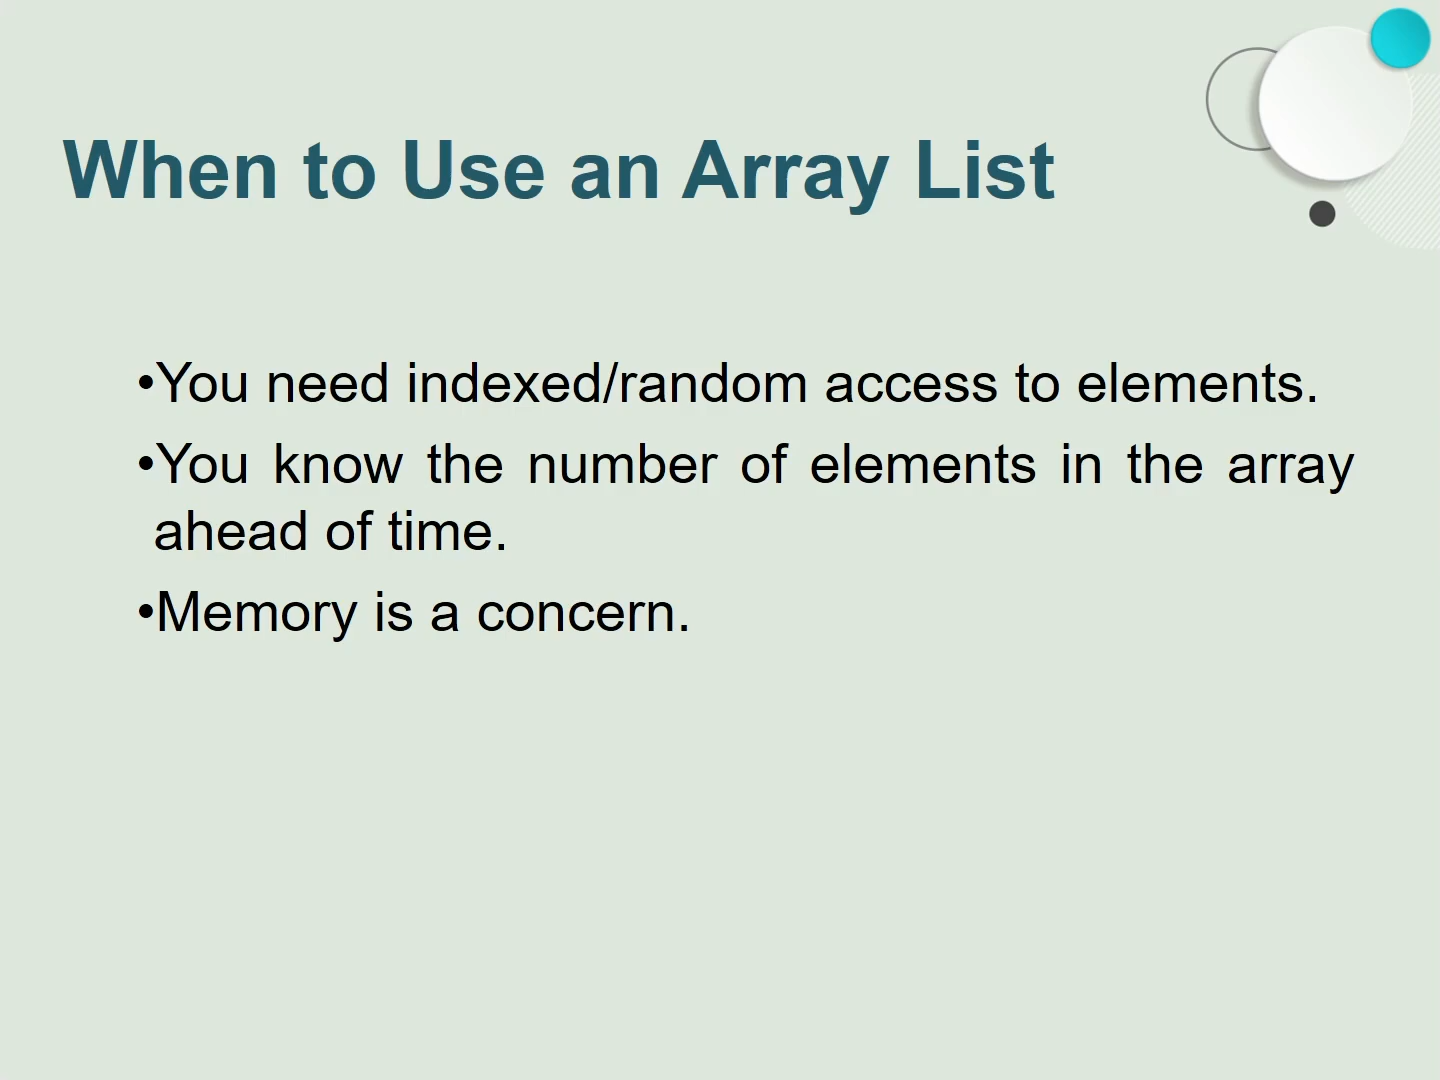 When to Use an Array List
•You need indexed/random access to elements.
•You know the number of elements in the array
ahead of time.
•Memory is a concern.